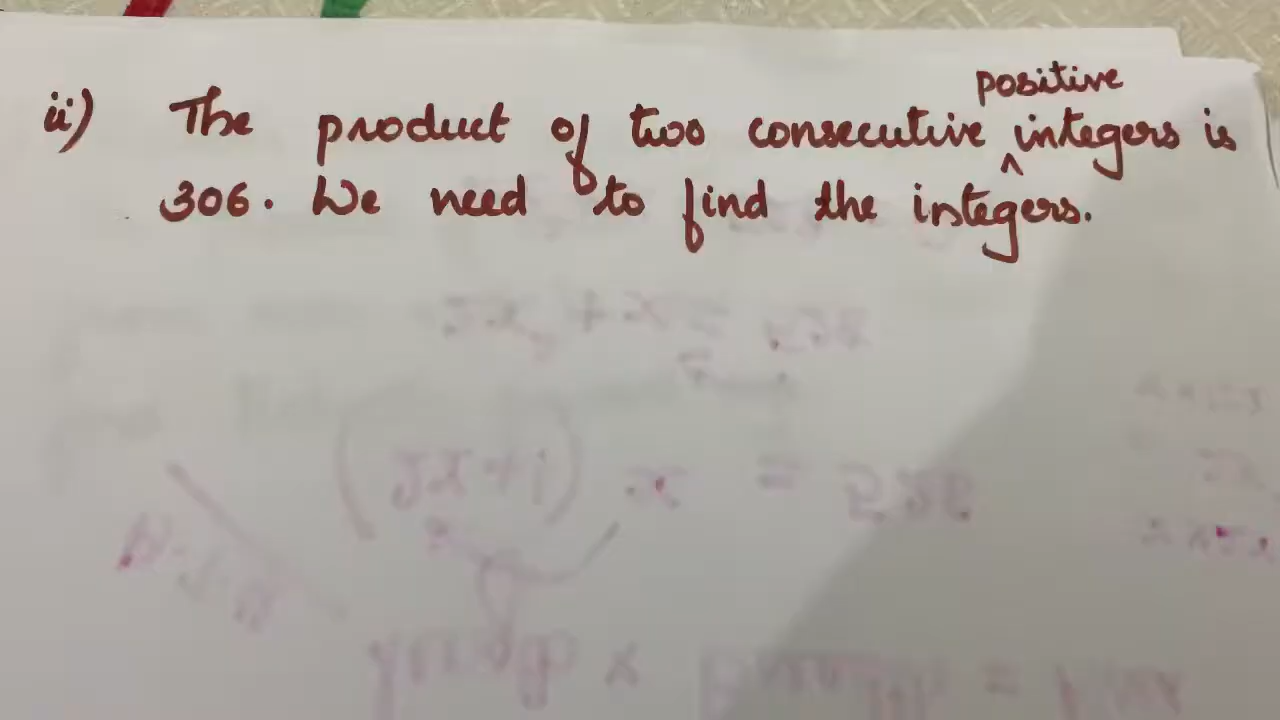 ii) The product of two consecutive positive integers is
306. We need to find the integers.